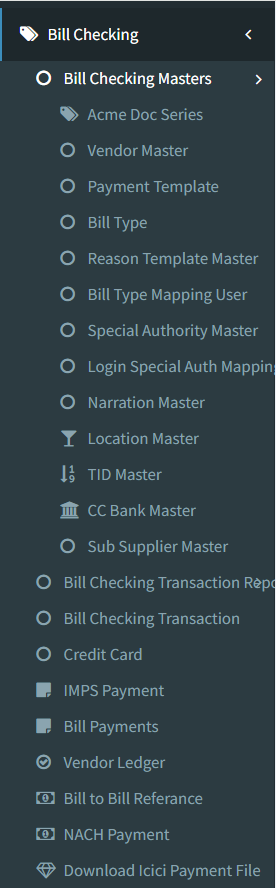 Bill Checking
Bill Checking Masters
Acme Doc Series
Vendor Master
Payment Template
Bill Type
Reason Template Master
Bill Type Mapping User
Special Authority Master
Login Special Auth Mapping
Narration Master
Location Master
TID Master
CC Bank Master
Sub Supplier Master
Bill Checking Transaction Repo
Bill Checking Transaction
Credit Card
IMPS Payment
Bill Payments
Vendor Ledger
Bill to Bill Referance
NACH Payment
Download Icici Payment File